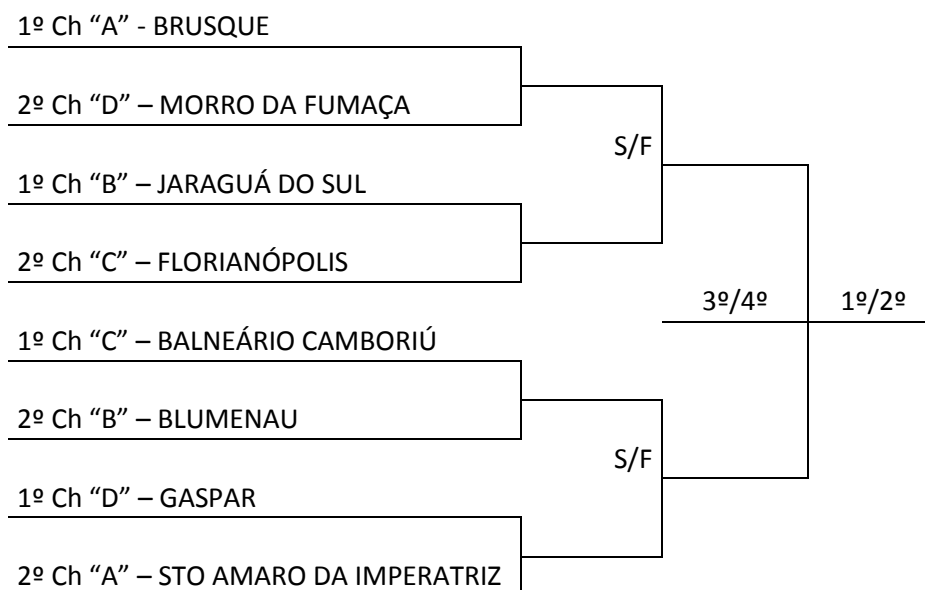 1º Ch “A” - BRUSQUE
2º Ch “D” – MORRO DA FUMAÇA
S/F
1º Ch “B” – JARAGUÁ DO SUL
2º Ch “C” – FLORIANÓPOLIS
3º/4º 1º/2º
1º Ch “C” – BALNEÁRIO CAMBORIÚ
2º Ch “B” – BLUMENAU
S/F
1º Ch “D” – GASPAR
2º Ch “A” – STO AMARO DA IMPERATRIZ